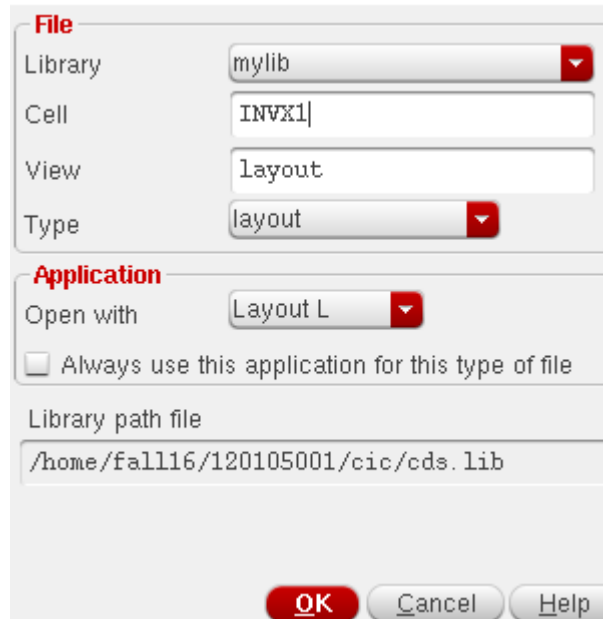 File
Library mylib
Cell INVX1
View layout
Type layout
Application
Open with Layout L
Always use this application for this type of file
Library path file
/home/fall16/120105001/cic/cds.lib
OK Cancel Help